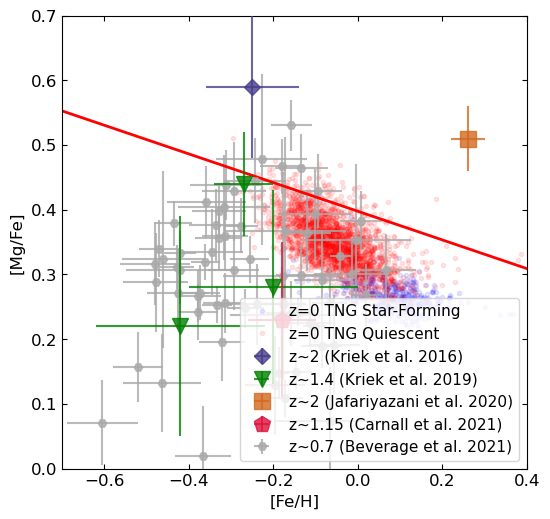 0.7
0.6
0.5
0.4
0.3
0.2
0.1
0.0
[Mg/Fe]
z=0 TNG Star-Forming
z=0 TNG Quiescent
z~2 (Kriek et al. 2016)
z~1.4 (Kriek et al. 2019)
z~2 (Jafariyazani et al. 2020)
z~1.15 (Carnall et al. 2021)
z~0.7 (Beverage et al. 2021)
−0.6 −0.4 −0.2 0.0 0.2 0.4
[Fe/H]